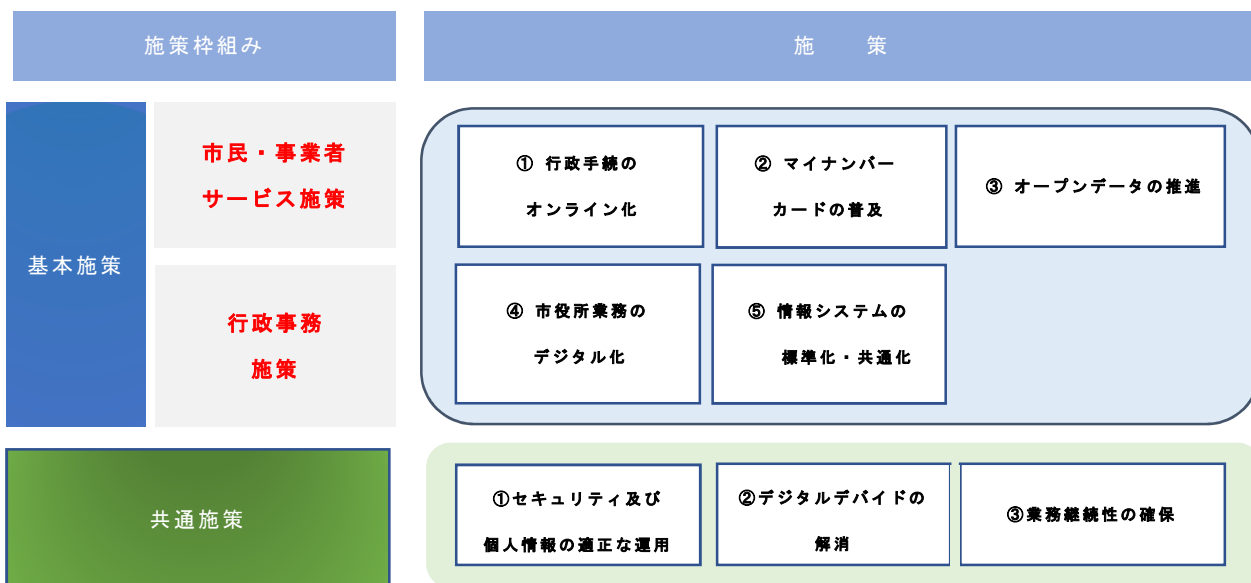 施策枠組み
施　　策
基本施策
市民・事業者
サービス施策
① 行政手続の
オンライン化
② マイナンバー
カードの普及
③ オープンデータの推進
行政事務
施策
④ 市役所業務の
デジタル化
⑤ 情報システムの
標準化・共通化
共通施策
①セキュリティ及び
個人情報の適正な運用
②デジタルデバイドの
解消
③業務継続性の確保